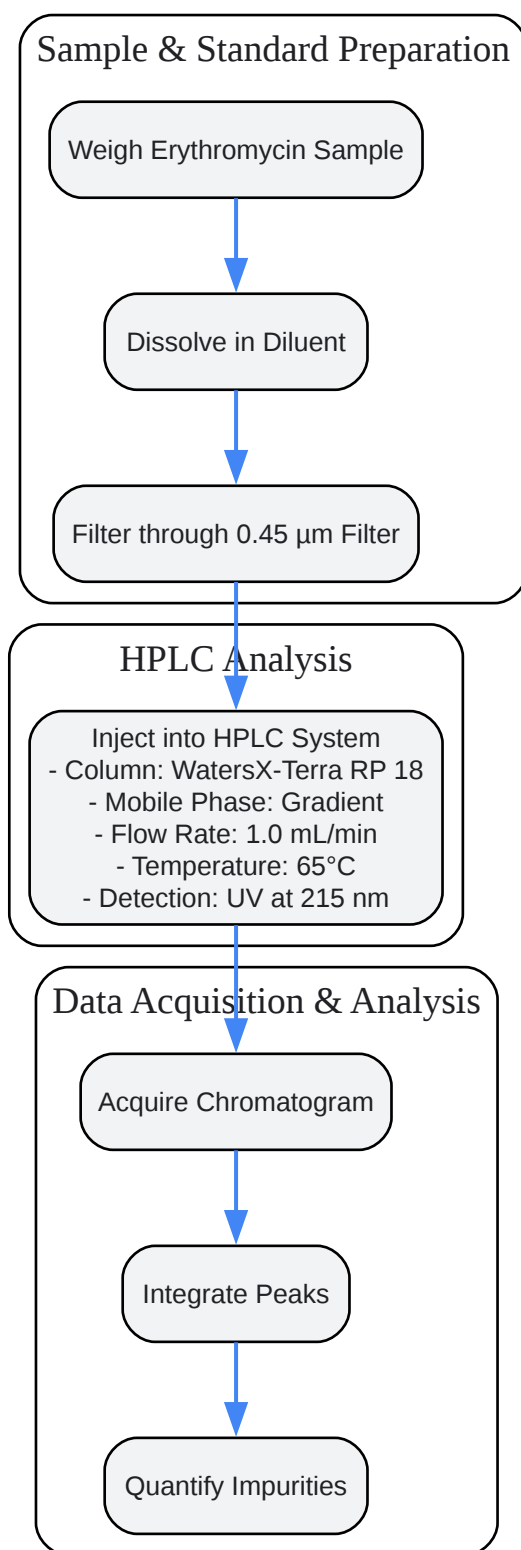 Sample & Standard Preparation
Weigh Erythromycin Sample
Dissolve in Diluent
Filter through 0.45 µm Filter
HPLC Analysis
Inject into HPLC System
- Column: WatersX-Terra RP 18
- Mobile Phase: Gradient
- Flow Rate: 1.0 mL/min
- Temperature: 65°C
- Detection: UV at 215 nm
Data Acquisition & Analysis
Acquire Chromatogram
Integrate Peaks
Quantify Impurities